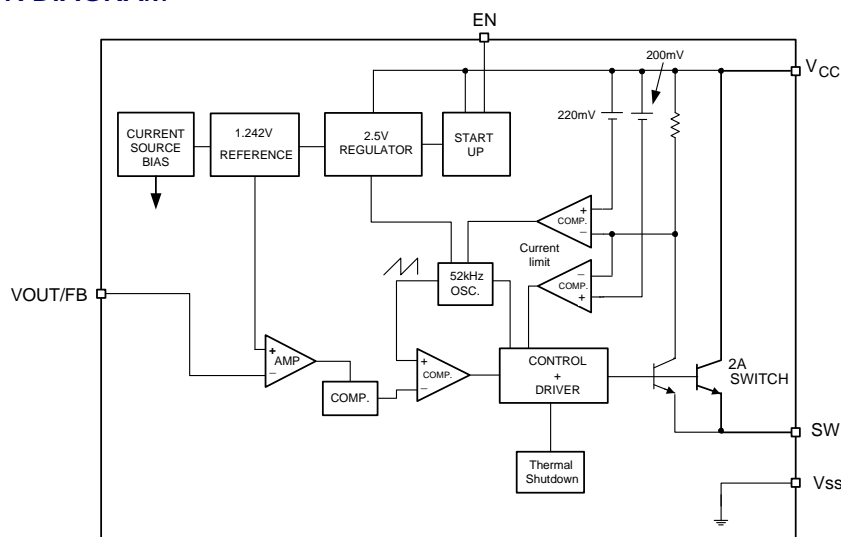 EN
200mV
VCC
220mV
CURRENT
SOURCE
BIAS
1.242V
REFERENCE
2.5V
REGULATOR
START
UP
+
COMP.
−
Current
limit
−
COMP.
+
52kHz
OSC.
VOUT/FB
+
AMP
−
COMP.
+
COMP.
−
CONTROL
+
DRIVER
2A
SWITCH
SW
Thermal
Shutdown
Vss